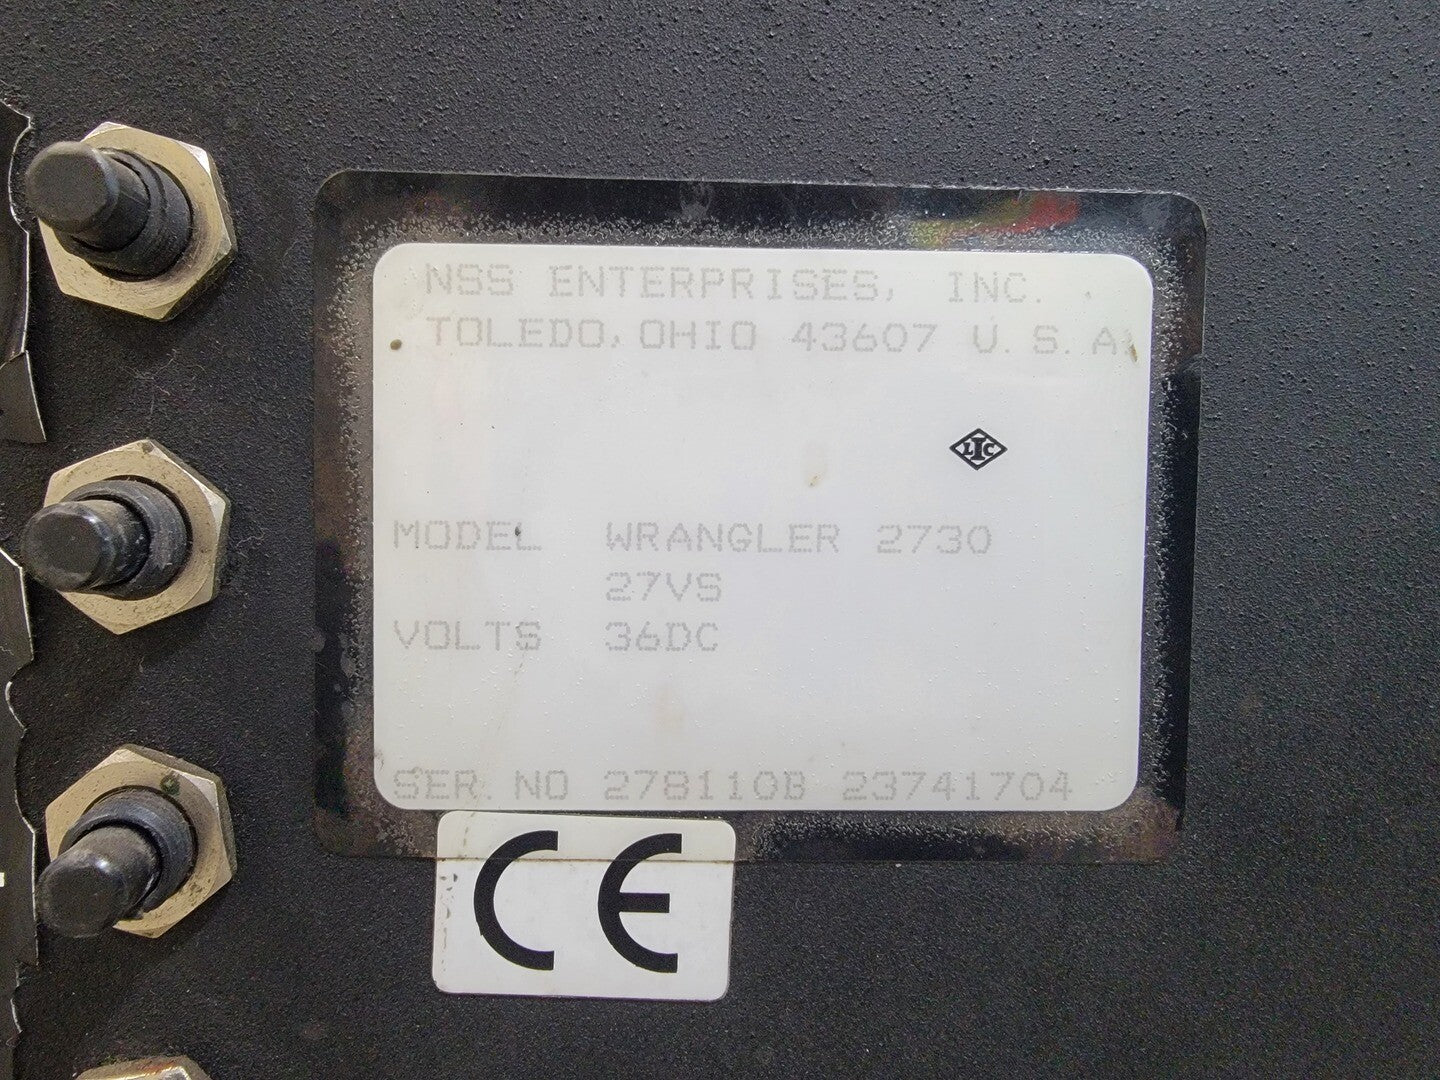 NSS ENTERPRISES, INC.
TOLEDO, OHIO 43607 U.S.A.
LIC
MODEL WRANGLER 2730
27VS
VOLTS 36DC
SER. NO 278110B 23741704
CE